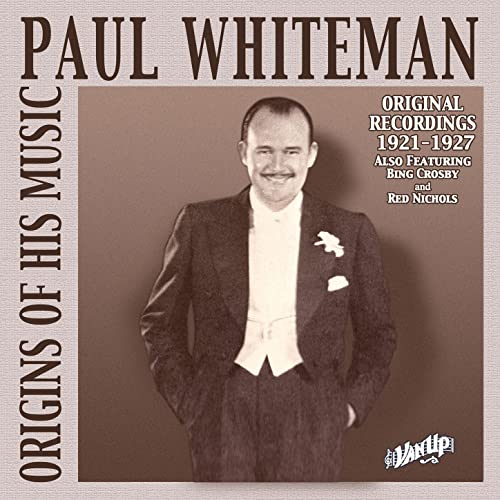 PAUL WHITEMAN
ORIGINS OF HIS MUSIC
ORIGINAL
RECORDINGS
1921-1927
ALSO FEATURING
BING CROSBY
and
RED NICHOLS
VANUP